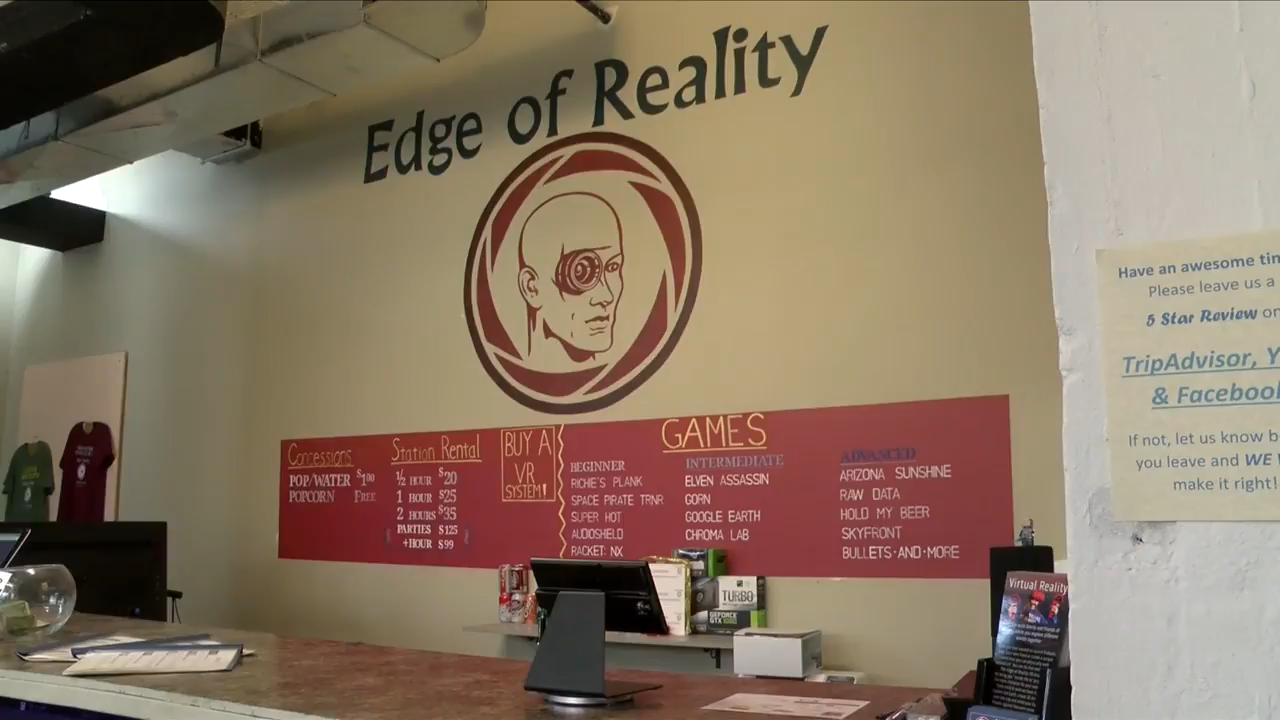 Edge of Reality
Concessions
POP/WATER $1.00
POPCORN FREE
Station Rental
½ HOUR $20
1 HOUR $25
2 HOURS $35
PARTIES $125
+HOUR $99
BUY A
VR
SYSTEM!
GAMES
BEGINNER
RICHIE'S PLANK
SPACE PIRATE TRNR
SUPER HOT
AUDIOSHIELD
RACKET: NX
INTERMEDIATE
ELVEN ASSASSIN
GORN
GOOGLE EARTH
CHROMA LAB
ADVANCED
ARIZONA SUNSHINE
RAW DATA
HOLD MY BEER
SKYFRONT
BULLETS·AND·MORE
Have an awesome tim
Please leave us a
5 Star Review on
TripAdvisor, Y
& Facebook
If not, let us know b
you leave and WE
make it right!
TURBO
GEFORCE
GTX
Virtual Reality